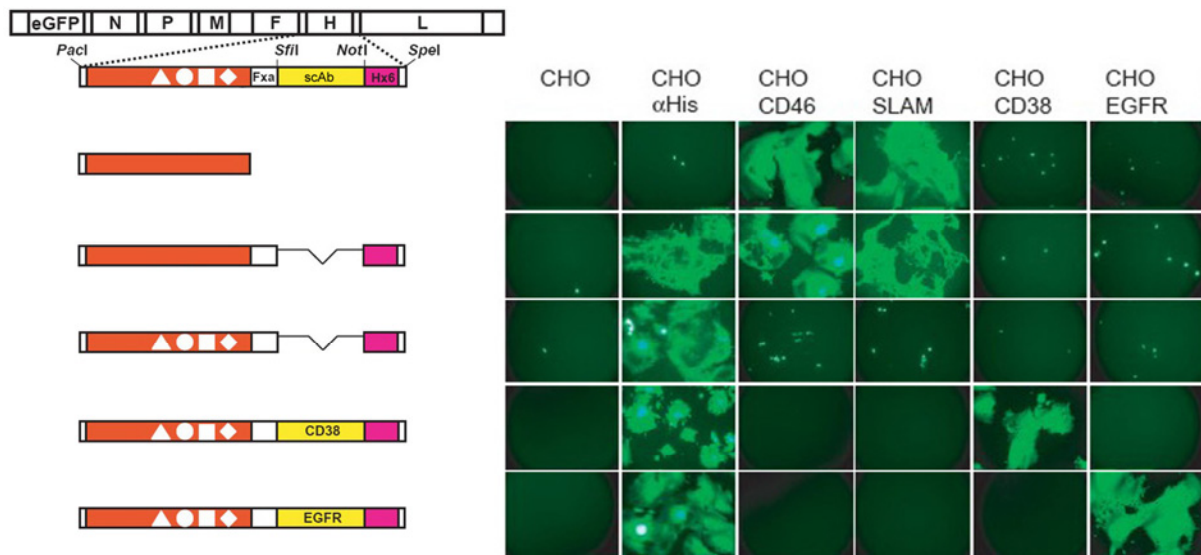 eGFP N P M F H L
PacI SfiI NotI SpeI
Fxa scAb Hx6
CD38
EGFR
CHO CHO CHO CHO CHO CHO
αHis CD46 SLAM CD38 EGFR